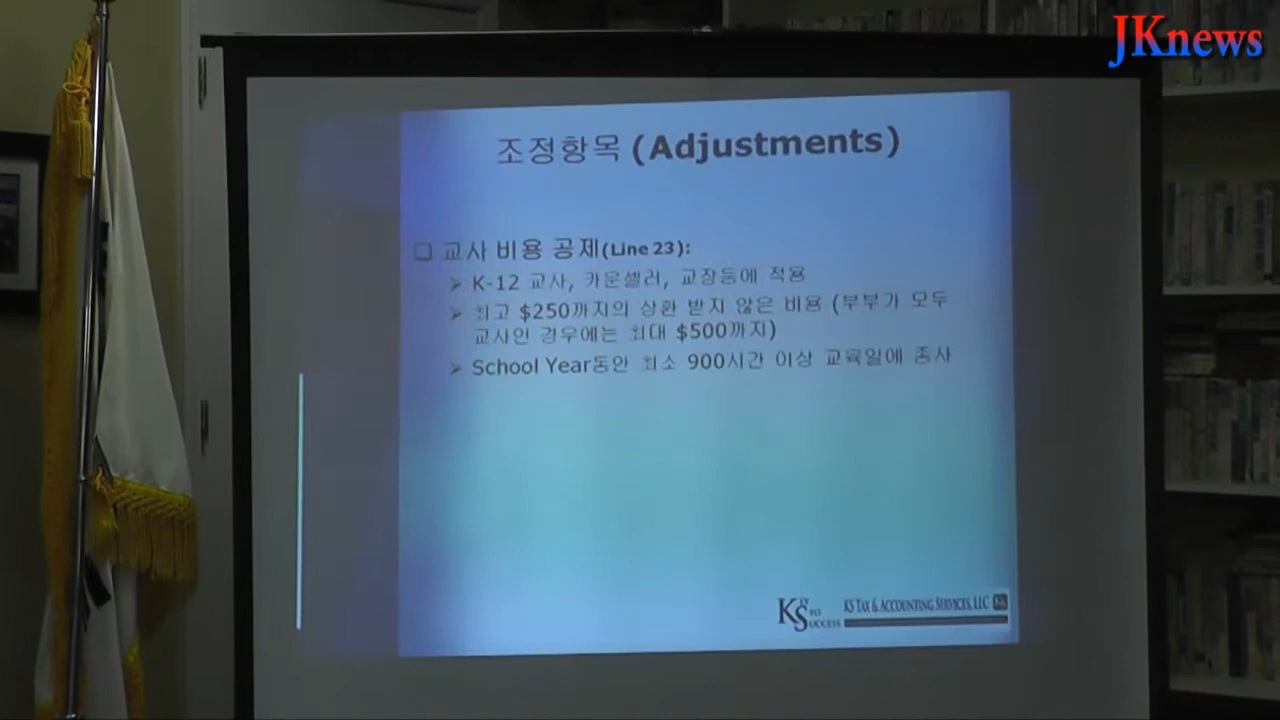 JKnews
조정항목 (Adjustments)
❑ 교사 비용 공제(Line 23):
➢ K-12 교사, 카운셀러, 교장등에 적용
➢ 최고 $250까지의 상환 받지 않은 비용 (부부가 모두
교사인 경우에는 최대 $500까지)
➢ School Year동안 최소 900시간 이상 교육일에 종사
KEY TO SUCCESS
KS TAX & ACCOUNTING SERVICES, LLC